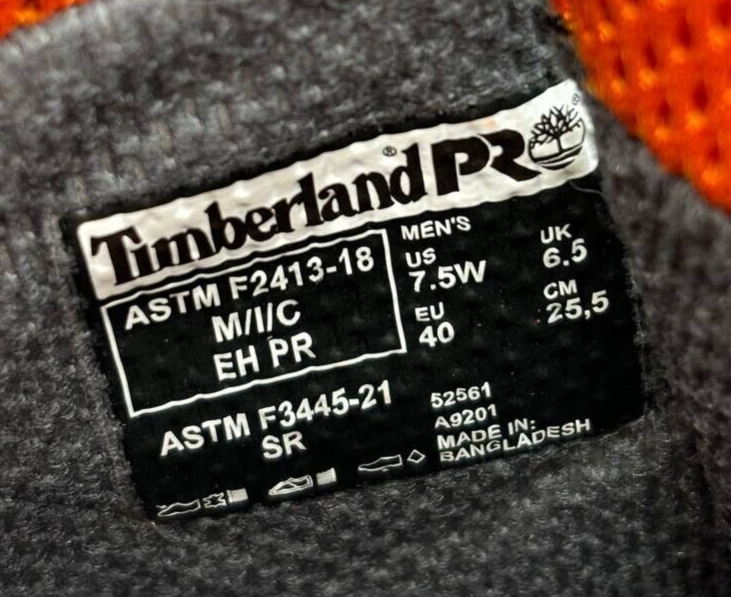 Timberland PRO
ASTM F2413-18
M/I/C
EH PR
ASTM F3445-21
SR
MEN'S
US
7.5W
UK
6.5
EU
40
CM
25,5
52561
A9201
MADE IN:
BANGLADESH